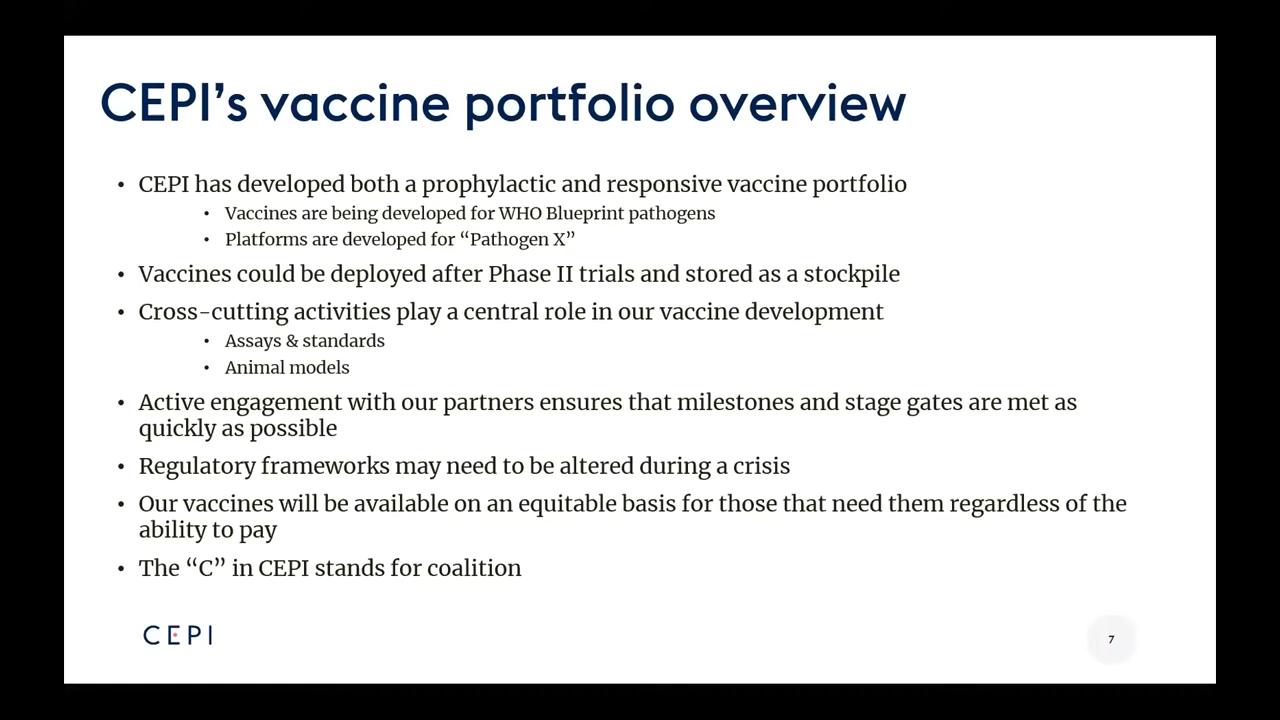 CEPI’s vaccine portfolio overview
• CEPI has developed both a prophylactic and responsive vaccine portfolio
• Vaccines are being developed for WHO Blueprint pathogens
• Platforms are developed for “Pathogen X”
• Vaccines could be deployed after Phase II trials and stored as a stockpile
• Cross-cutting activities play a central role in our vaccine development
• Assays & standards
• Animal models
• Active engagement with our partners ensures that milestones and stage gates are met as
quickly as possible
• Regulatory frameworks may need to be altered during a crisis
• Our vaccines will be available on an equitable basis for those that need them regardless of the
ability to pay
• The “C” in CEPI stands for coalition
CEPI
7